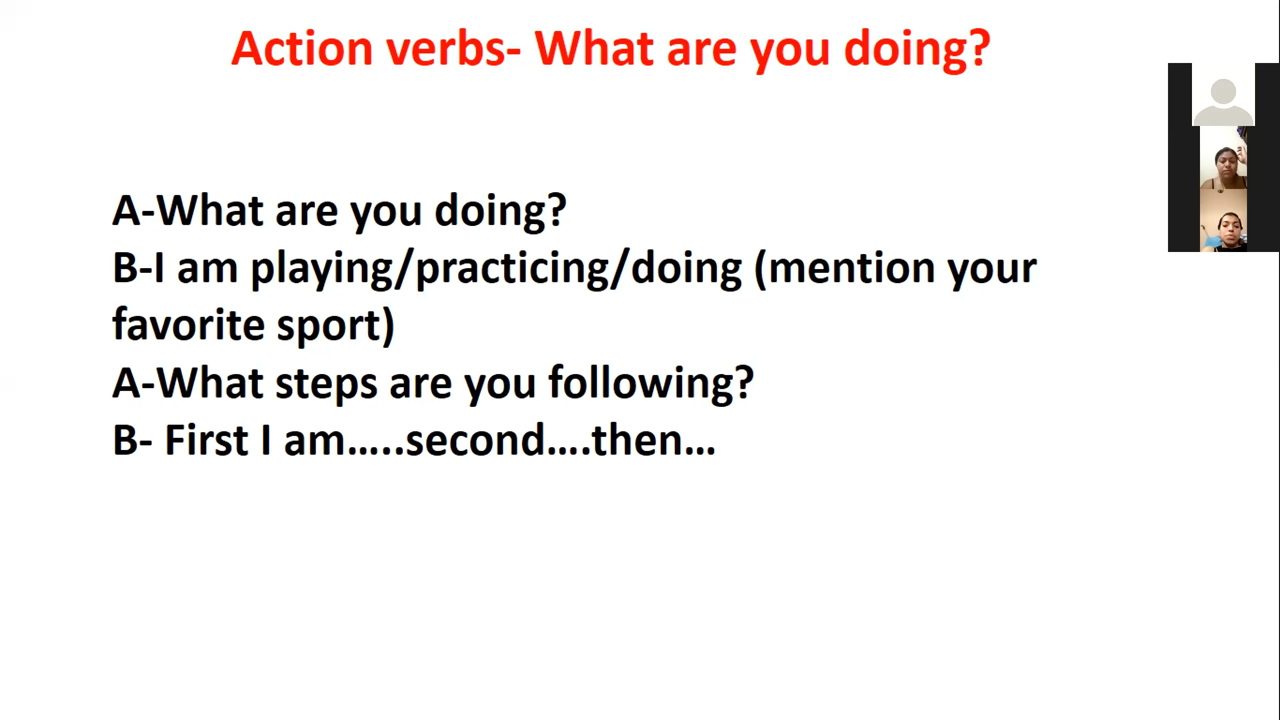 Action verbs- What are you doing?
A-What are you doing?
B-I am playing/practicing/doing (mention your
favorite sport)
A-What steps are you following?
B- First I am…..second….then…